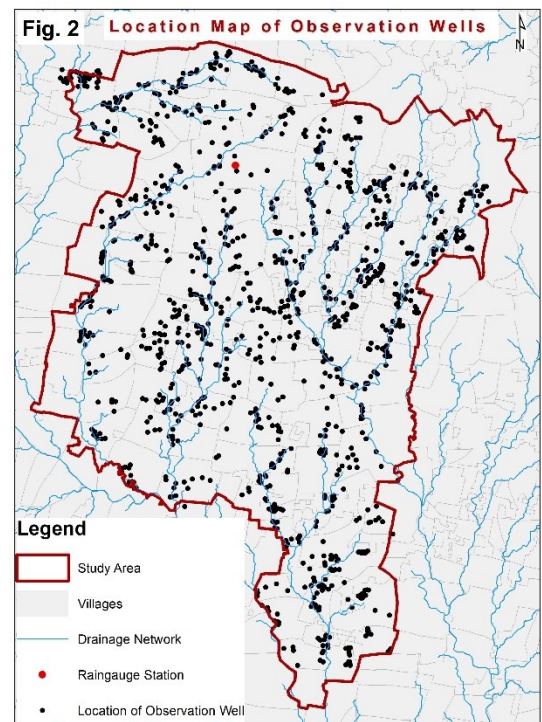 Fig. 2
Location Map of Observation Wells
N
Legend
Study Area
Villages
Drainage Network
Raingauge Station
Location of Observation Well